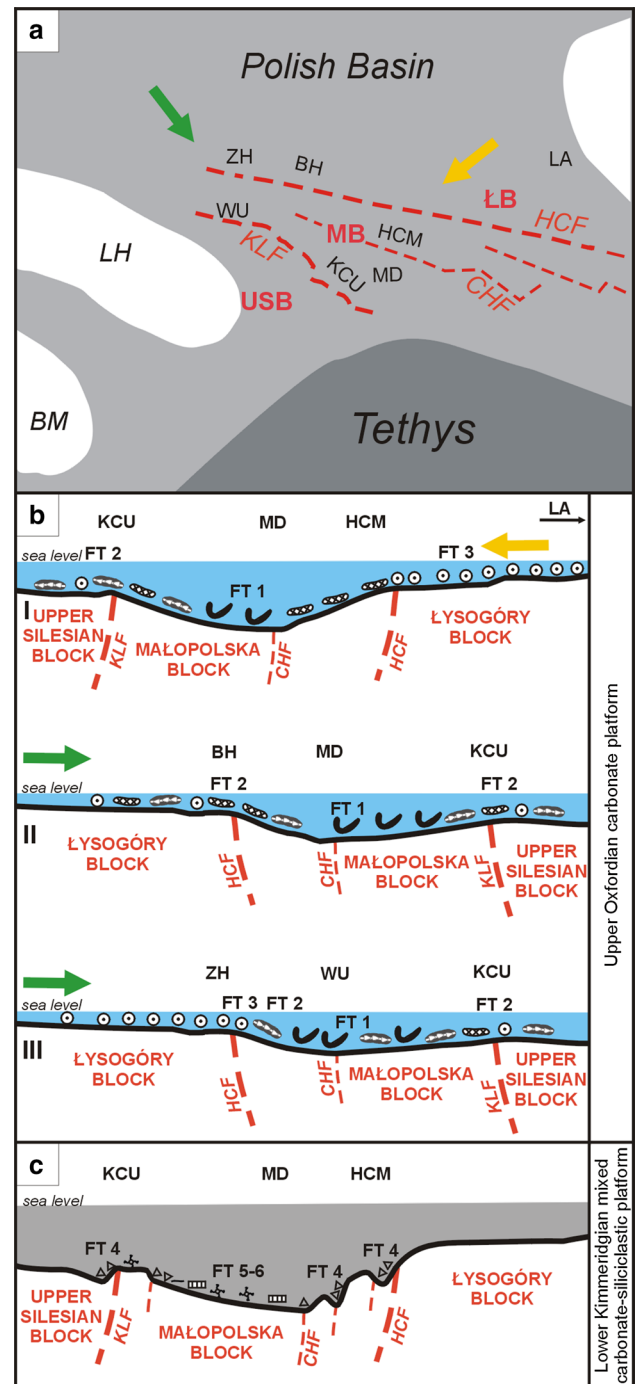 a
Polish Basin
ZH
BH
LA
ŁB
WU
HCF
MB
HCM
KLF
LH
KCU
MD
CHF
USB
BM
Tethys
b
LA
KCU
MD
HCM
sea level
FT 2
FT 3
FT 1
I
UPPER
SILESIAN
BLOCK
KLF
MAŁOPOLSKA
BLOCK
CHF
HCF
ŁYSOGÓRY
BLOCK
BH
MD
KCU
sea level
FT 2
FT 2
FT 1
II
ŁYSOGÓRY
BLOCK
HCF
CHF
MAŁOPOLSKA
BLOCK
KLF
UPPER
SILESIAN
BLOCK
ZH
WU
KCU
sea level
FT 3
FT 2
FT 1
FT 2
III
ŁYSOGÓRY
BLOCK
HCF
CHF
MAŁOPOLSKA
BLOCK
KLF
UPPER
SILESIAN
BLOCK
Upper Oxfordian carbonate platform
c
KCU
MD
HCM
sea level
FT 4
FT 5-6
FT 4
FT 4
UPPER
SILESIAN
BLOCK
KLF
MAŁOPOLSKA
BLOCK
CHF
HCF
ŁYSOGÓRY
BLOCK
Lower Kimmeridgian mixed
carbonate-siliciclastic platform